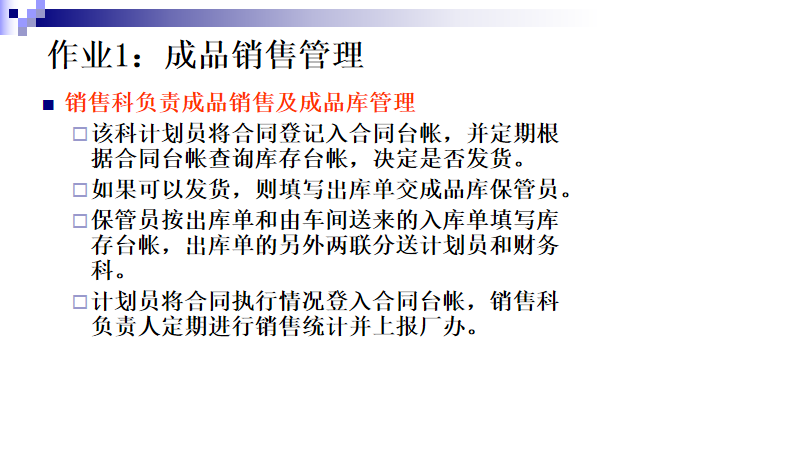 作业1：成品销售管理
销售科负责成品销售及成品库管理
该科计划员将合同登记入合同台帐，并定期根
据合同台帐查询库存台帐，决定是否发货。
如果可以发货，则填写出库单交成品库保管员。
保管员按出库单和由车间送来的入库单填写库
存台帐，出库单的另外两联分送计划员和财务
科。
计划员将合同执行情况登入合同台帐，销售科
负责人定期进行销售统计并上报厂办。